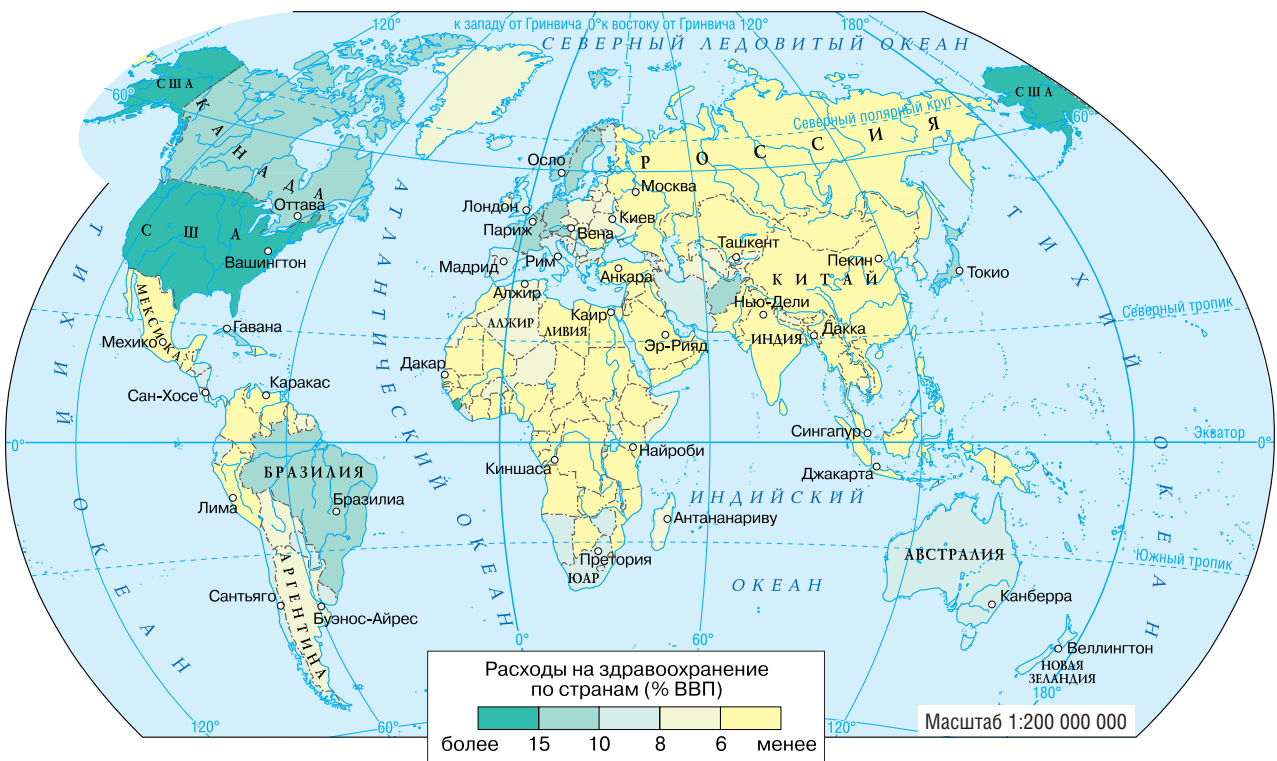 120°
к западу от Гринвича 0° к востоку от Гринвича
120°
180°
СЕВЕРНЫЙ ЛЕДОВИТЫЙ ОКЕАН
США
60°
КАНАДА
США
60°
Северный полярный круг
РОССИЯ
Осло
Москва
Оттава
Лондон
Киев
Париж
Вена
США
Вашингтон
Ташкент
Мадрид
Рим
Анкара
Пекин
КИТАЙ
Токио
Алжир
Нью-Дели
МЕКСИКА
Гавана
АЛЖИР
ЛИВИЯ
Каир
ИНДИЯ
Дакка
Северный тропик
Мехико
Эр-Рияд
Дакар
Сан-Хосе
Каракас
ТИХИЙ ОКЕАН
АТЛАНТИЧЕСКИЙ ОКЕАН
ТИХИЙ ОКЕАН
0°
Сингапур
Экватор
0°
Найроби
Киншаса
Джакарта
БРАЗИЛИЯ
Лима
Бразилиа
ИНДИЙСКИЙ
ОКЕАН
Антананариву
АВСТРАЛИЯ
Южный тропик
Претория
ЮАР
АРГЕНТИНА
Сантьяго
Буэнос-Айрес
Канберра
Веллингтон
НОВАЯ
ЗЕЛАНДИЯ
0°
60°
180°
120°
60°
120°
Расходы на здравоохранение
по странам (% ВВП)
более 15 10 8 6 менее
Масштаб 1:200 000 000